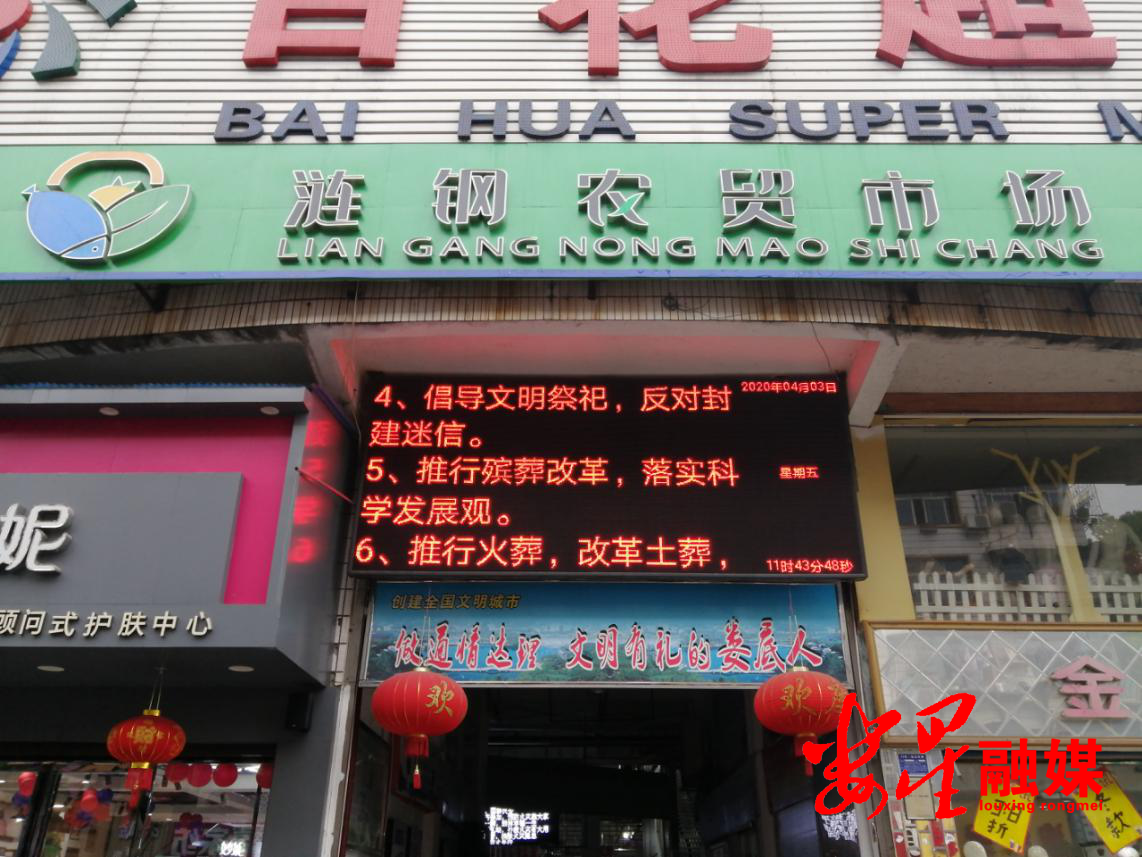 百花超
BAI HUA SUPER M
涟钢农贸市场
LIAN GANG NONG MAO SHI CHANG
4、倡导文明祭祀，反对封
建迷信。
2020年04月03日
5、推行殡葬改革，落实科
学发展观。
星期五
6、推行火葬，改革土葬，
11时43分48秒
创建全国文明城市
做通情达理 文明有礼的娄底人
妮
顾问式护肤中心
欢
欢度
金
娄星融媒
louxing rongmei
折
款